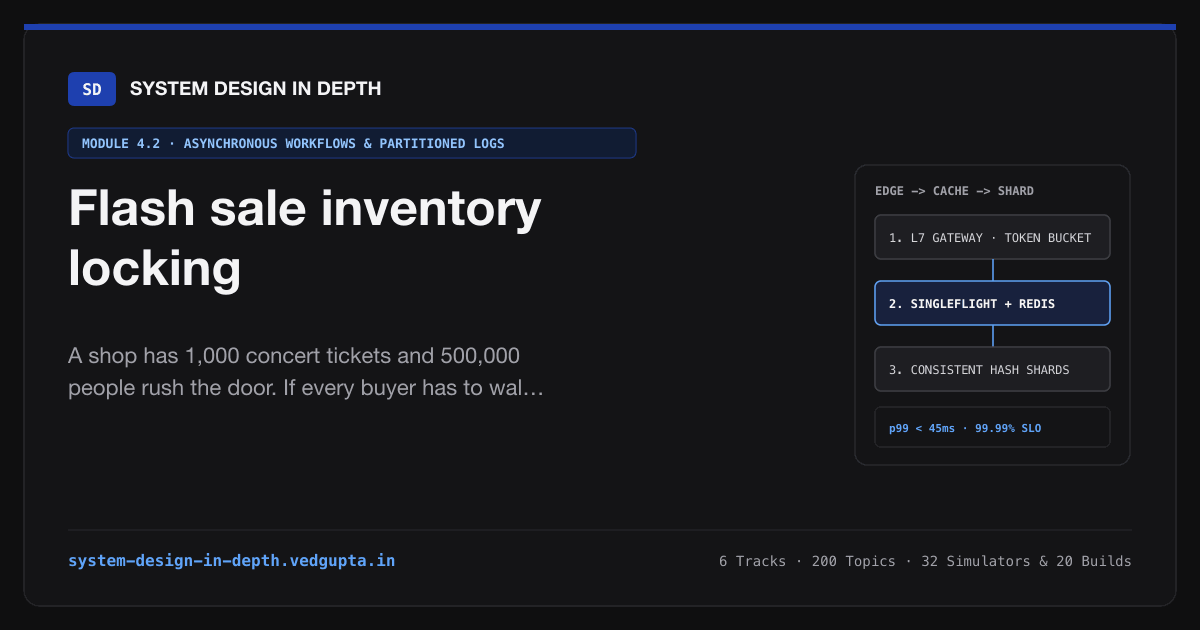 SD SYSTEM DESIGN IN DEPTH
MODULE 4.2 · ASYNCHRONOUS WORKFLOWS & PARTITIONED LOGS
Flash sale inventory
locking
A shop has 1,000 concert tickets and 500,000
people rush the door. If every buyer has to wal…
EDGE —> CACHE —> SHARD
1. L7 GATEWAY · TOKEN BUCKET
2. SINGLEFLIGHT + REDIS
3. CONSISTENT HASH SHARDS
p99 < 45ms · 99.99% SLO
system-design-in-depth.vedgupta.in
6 Tracks · 200 Topics · 32 Simulators & 20 Builds